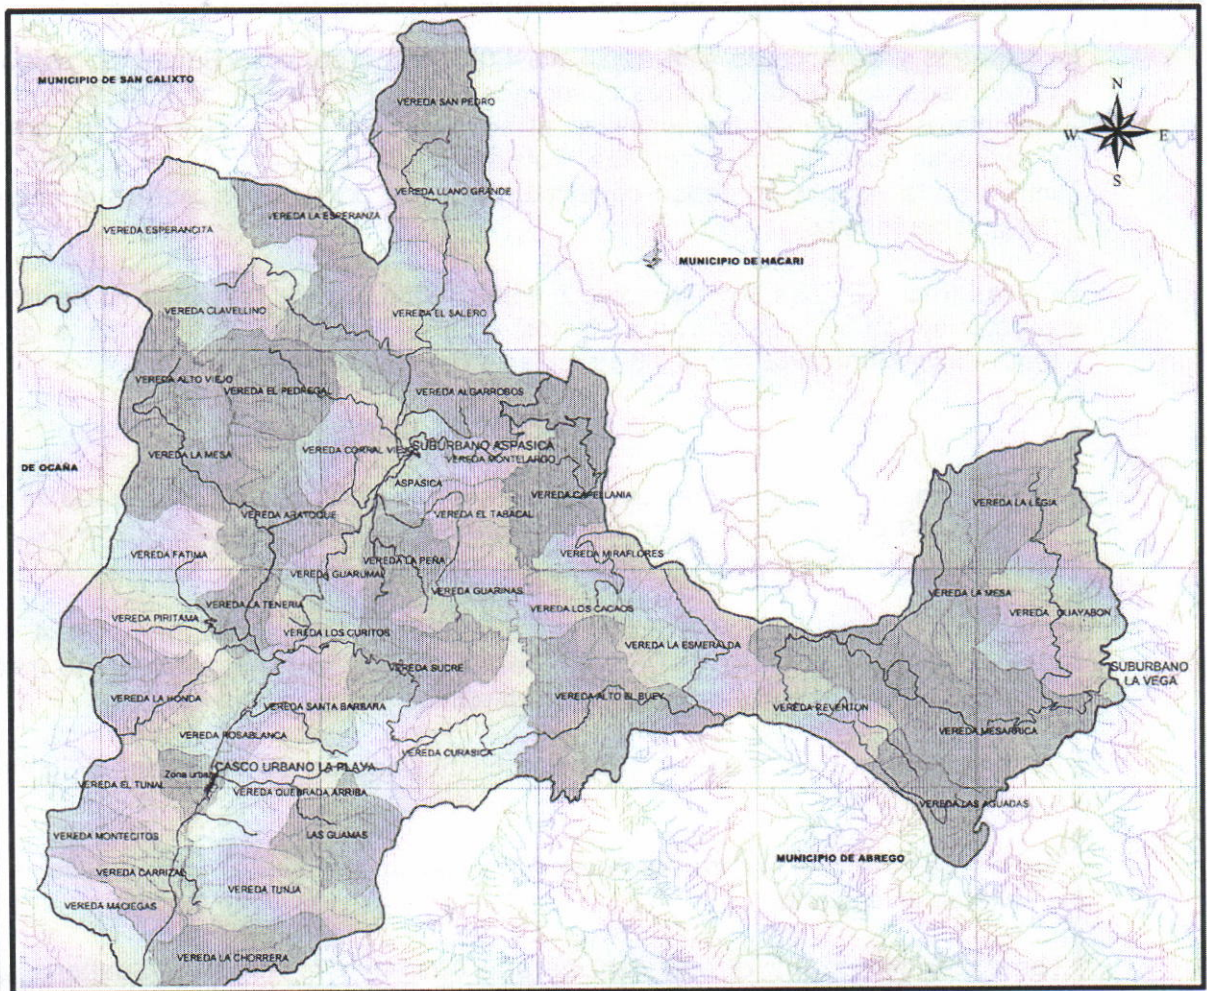 MUNICIPIO DE SAN CALIXTO
N
VEREDA SAN PEDRO
W
E
S
VEREDA LLANO GRANDE
VEREDA LA ESPERANZA
VEREDA ESPERANCITA
MUNICIPIO DE HACARI
VEREDA CLAVELLINO
VEREDA EL SALERO
VEREDA ALTO VIEJO
VEREDA EL PEDREGAL
VEREDA ALGARROBOS
SUBURBANO ASPASICA
VEREDA CORRAL VIEJO
VEREDA MONTELARGO
VEREDA LA MESA
DE OCAÑA
ASPASICA
VEREDA CAPELLANIA
VEREDA LA LEGIA
VEREDA ARATOQUE
VEREDA EL TABACAL
VEREDA FATIMA
VEREDA MIRAFLORES
VEREDA LA PEÑA
VEREDA GUARUMAL
VEREDA GUARINAS
VEREDA LA MESA
VEREDA LA TENERIA
VEREDA LOS CACAOS
VEREDA GUAYABON
VEREDA PIRITAMA
VEREDA LOS CURITOS
VEREDA LA ESMERALDA
VEREDA SUCRE
SUBURBANO
LA VEGA
VEREDA LA HONDA
VEREDA ALTO EL BUEY
VEREDA SANTA BARBARA
VEREDA REVENTON
VEREDA ROSABLANCA
VEREDA MESARRICA
VEREDA CURASICA
CASCO URBANO LA PLAYA
Zona urbana
VEREDA EL TUNAL
VEREDA QUEBRADA ARRIBA
VEREDA LAS AGUADAS
VEREDA MONTECITOS
LAS GUAMAS
MUNICIPIO DE ABREGO
VEREDA CARRIZAL
VEREDA TUNJA
VEREDA MACIEGAS
VEREDA LA CHORRERA